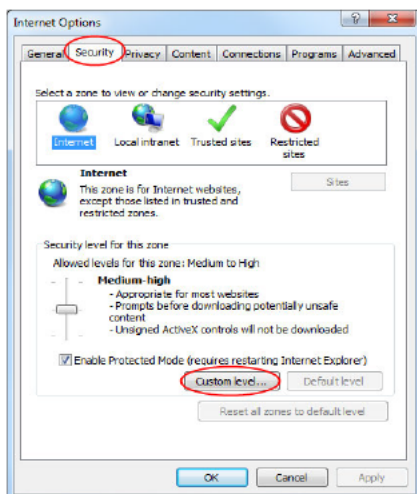 Internet Options
General Security Privacy Content Connections Programs Advanced
Select a zone to view or change security settings.
Internet Local intranet Trusted sites Restricted
sites
Internet
Sites
This zone is for Internet websites,
except those listed in trusted and
restricted zones.
Security level for this zone
Allowed levels for this zone: Medium to High
Medium-high
- Appropriate for most websites
- Prompts before downloading potentially unsafe
content
- Unsigned ActiveX controls will not be downloaded
Enable Protected Mode (requires restarting Internet Explorer)
Custom level... Default level
Reset all zones to default level
OK Cancel Apply